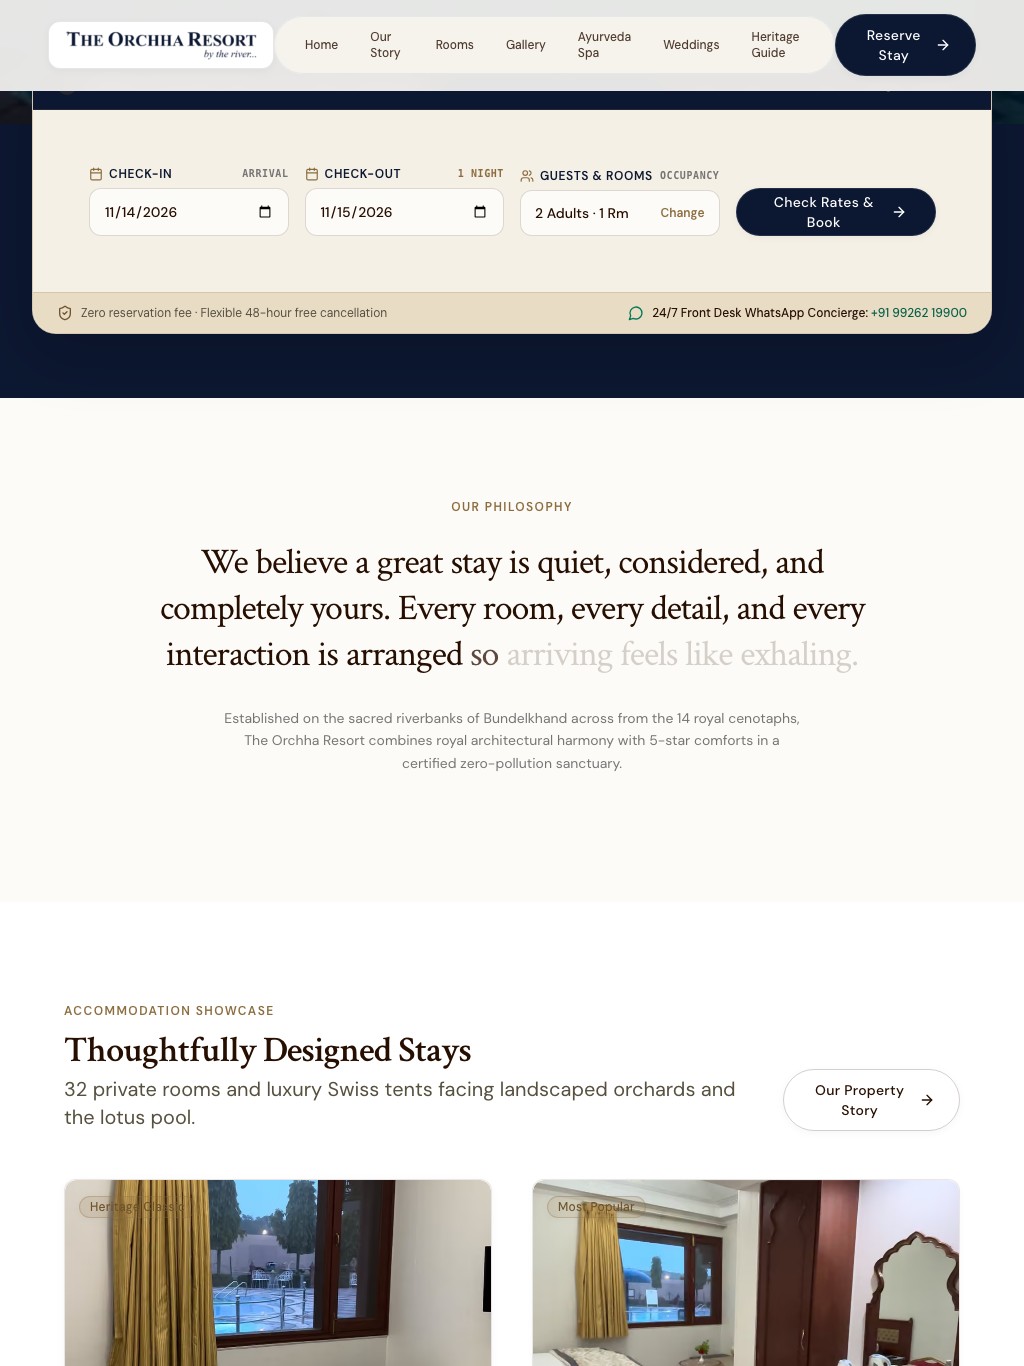 THE ORCHHA RESORT
by the river...
Home
Our Story
Rooms
Gallery
Ayurveda Spa
Weddings
Heritage Guide
Reserve Stay
CHECK-IN
ARRIVAL
11/14/2026
CHECK-OUT
1 NIGHT
11/15/2026
GUESTS & ROOMS
OCCUPANCY
2 Adults · 1 Rm
Change
Check Rates &
Book
Zero reservation fee · Flexible 48-hour free cancellation
24/7 Front Desk WhatsApp Concierge: +91 99262 19900
OUR PHILOSOPHY
We believe a great stay is quiet, considered, and
completely yours. Every room, every detail, and every
interaction is arranged so arriving feels like exhaling.
Established on the sacred riverbanks of Bundelkhand across from the 14 royal cenotaphs,
The Orchha Resort combines royal architectural harmony with 5-star comforts in a
certified zero-pollution sanctuary.
ACCOMMODATION SHOWCASE
Thoughtfully Designed Stays
32 private rooms and luxury Swiss tents facing landscaped orchards and
the lotus pool.
Our Property
Story
Heritage Classic
Most Popular